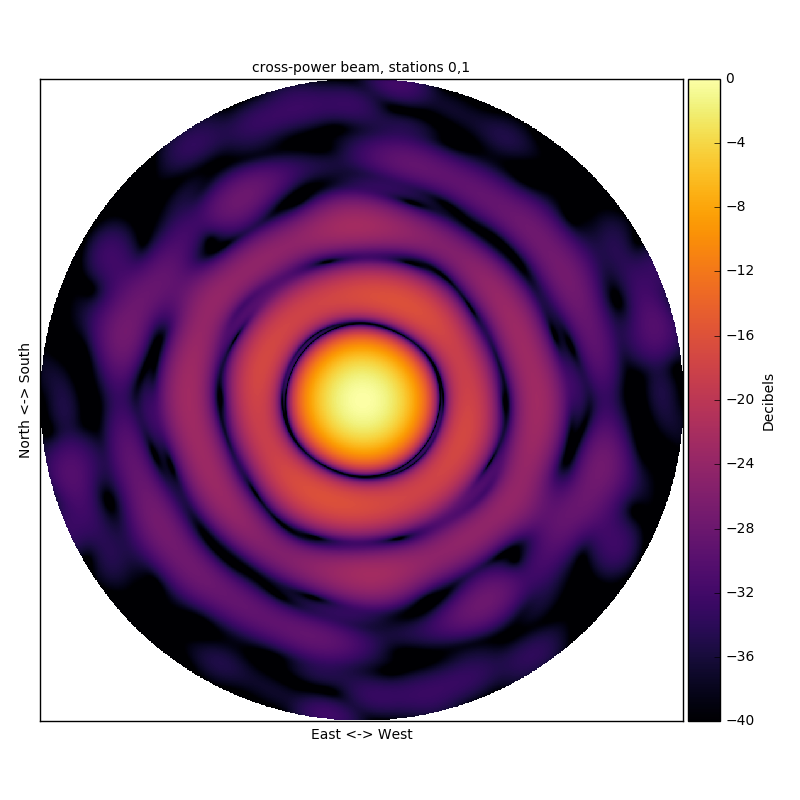 cross-power beam, stations 0,1
0
−4
−8
−12
−16
−20
−24
−28
−32
−36
−40
Decibels
North <-> South
East <-> West